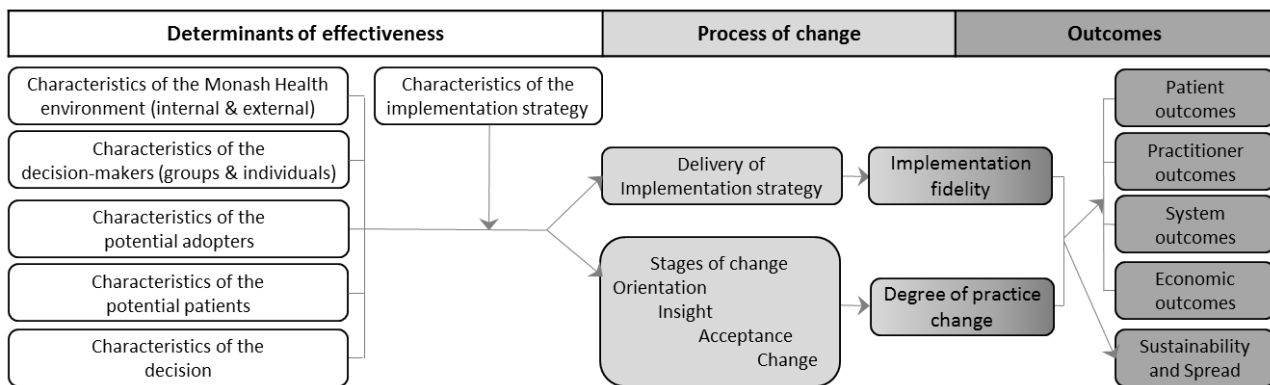 Determinants of effectiveness
Process of change
Outcomes
Characteristics of the Monash Health
environment (internal & external)
Characteristics of the
decision-makers (groups & individuals)
Characteristics of the
potential adopters
Characteristics of the
potential patients
Characteristics of the
decision
Characteristics of the
implementation strategy
Delivery of
Implementation strategy
Stages of change
Orientation
Insight
Acceptance
Change
Implementation
fidelity
Degree of practice
change
Patient
outcomes
Practitioner
outcomes
System
outcomes
Economic
outcomes
Sustainability
and Spread